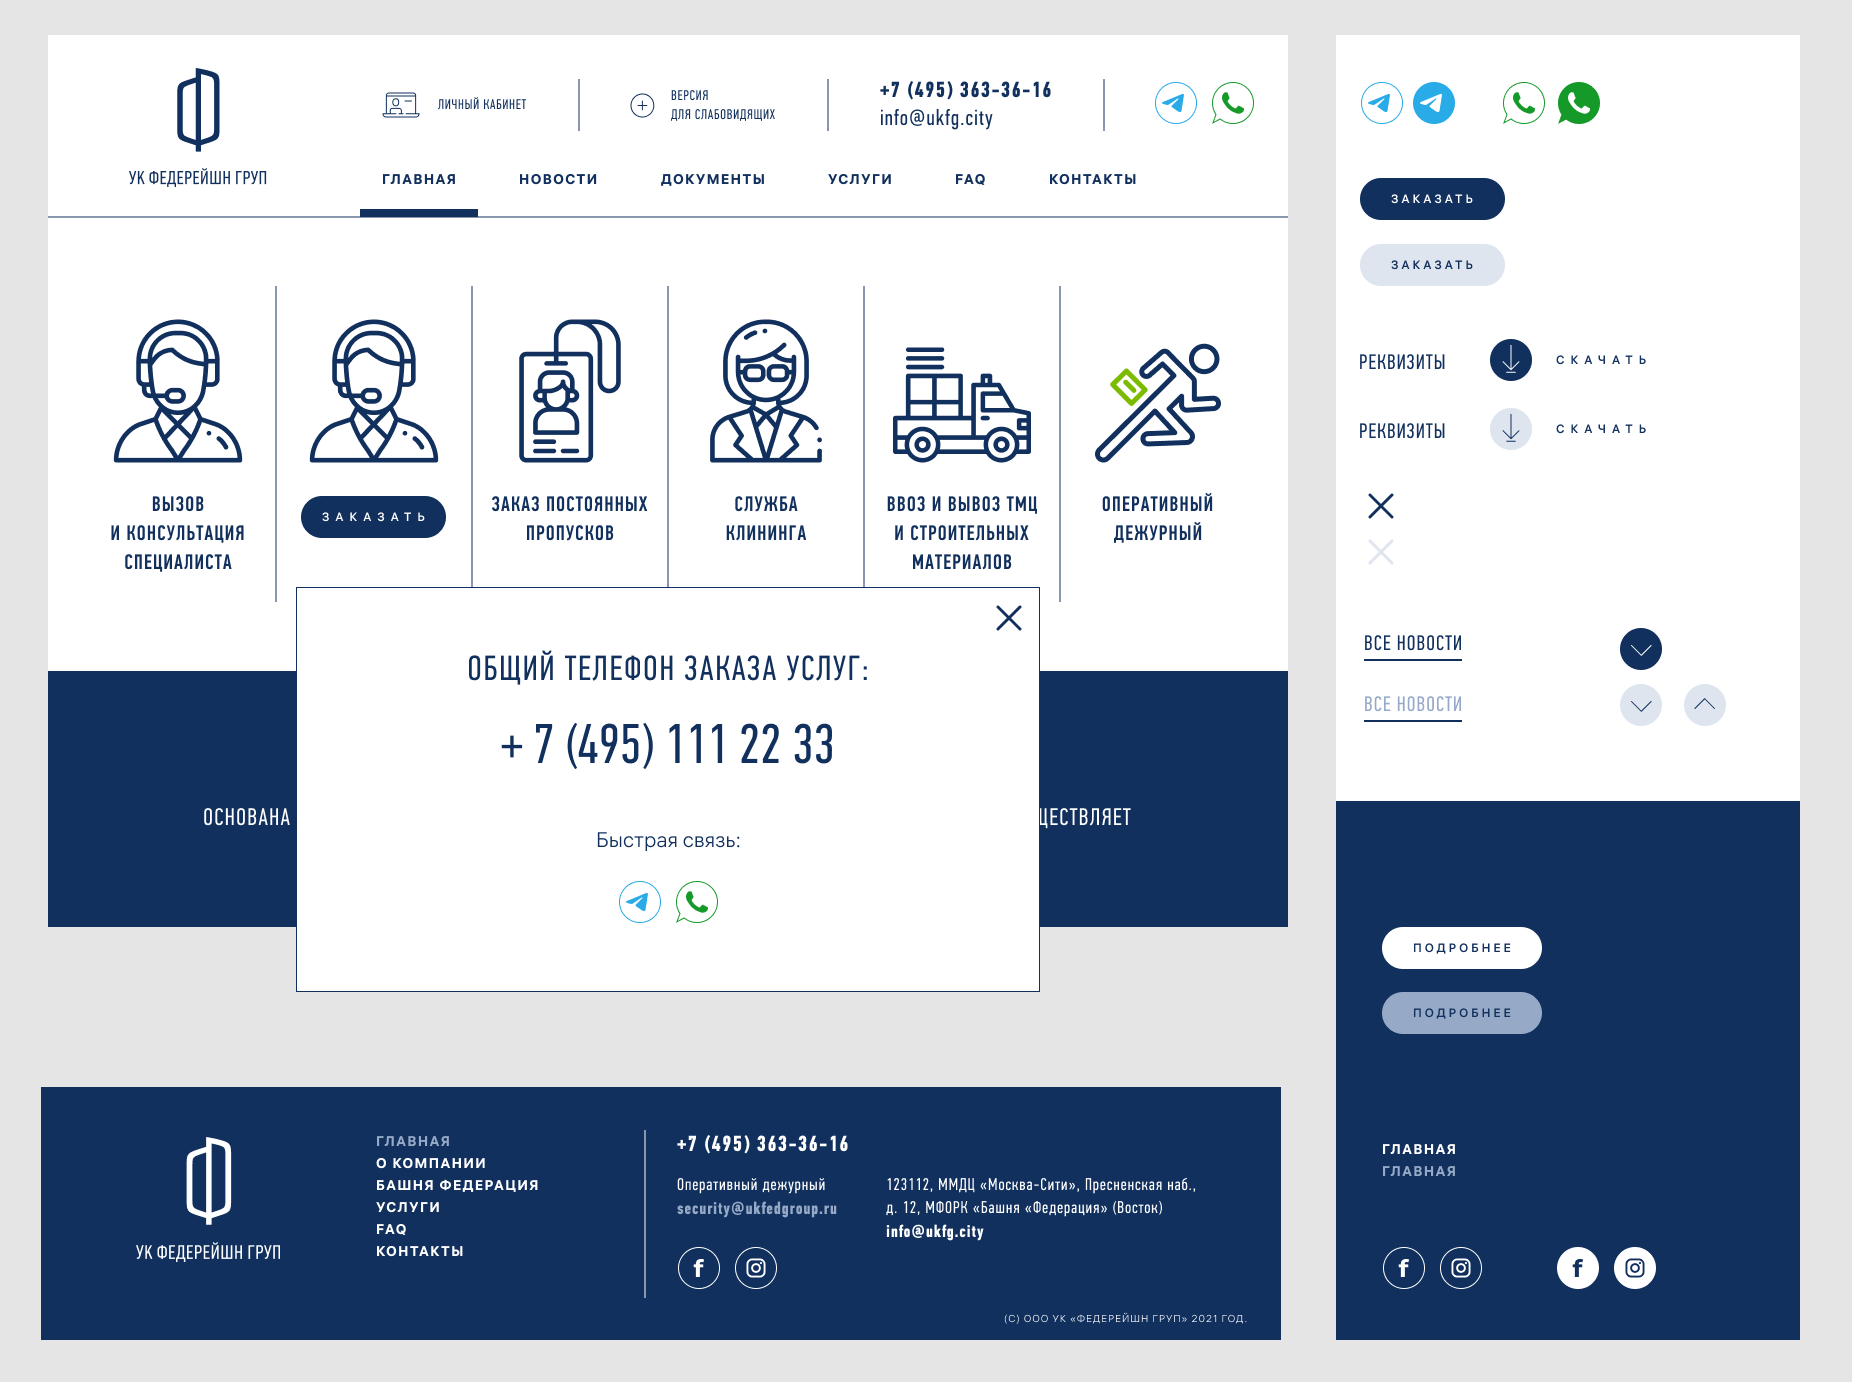 УК ФЕДЕРЕЙШН ГРУП
ЛИЧНЫЙ КАБИНЕТ
ВЕРСИЯ
ДЛЯ СЛАБОВИДЯЩИХ
+7 (495) 363-36-16
info@ukfg.city
ГЛАВНАЯ НОВОСТИ ДОКУМЕНТЫ УСЛУГИ FAQ КОНТАКТЫ
ВЫЗОВ
И КОНСУЛЬТАЦИЯ
СПЕЦИАЛИСТА
ЗАКАЗАТЬ
ЗАКАЗ ПОСТОЯННЫХ
ПРОПУСКОВ
СЛУЖБА
КЛИНИНГА
ВВОЗ И ВЫВОЗ ТМЦ
И СТРОИТЕЛЬНЫХ
МАТЕРИАЛОВ
ОПЕРАТИВНЫЙ
ДЕЖУРНЫЙ
ОБЩИЙ ТЕЛЕФОН ЗАКАЗА УСЛУГ:
+ 7 (495) 111 22 33
ОСНОВАНА
ЩЕСТВЛЯЕТ
Быстрая связь:
УК ФЕДЕРЕЙШН ГРУП
ГЛАВНАЯ
О КОМПАНИИ
БАШНЯ ФЕДЕРАЦИЯ
УСЛУГИ
FAQ
КОНТАКТЫ
+7 (495) 363-36-16
Оперативный дежурный
security@ukfedgroup.ru
123112, ММДЦ «Москва-Сити», Пресненская наб.,
д. 12, МФОРК «Башня «Федерация» (Восток)
info@ukfg.city
(С) ООО УК «ФЕДЕРЕЙШН ГРУП» 2021 ГОД.
ЗАКАЗАТЬ
ЗАКАЗАТЬ
РЕКВИЗИТЫ СКАЧАТЬ
РЕКВИЗИТЫ СКАЧАТЬ
ВСЕ НОВОСТИ
ВСЕ НОВОСТИ
ПОДРОБНЕЕ
ПОДРОБНЕЕ
ГЛАВНАЯ
ГЛАВНАЯ